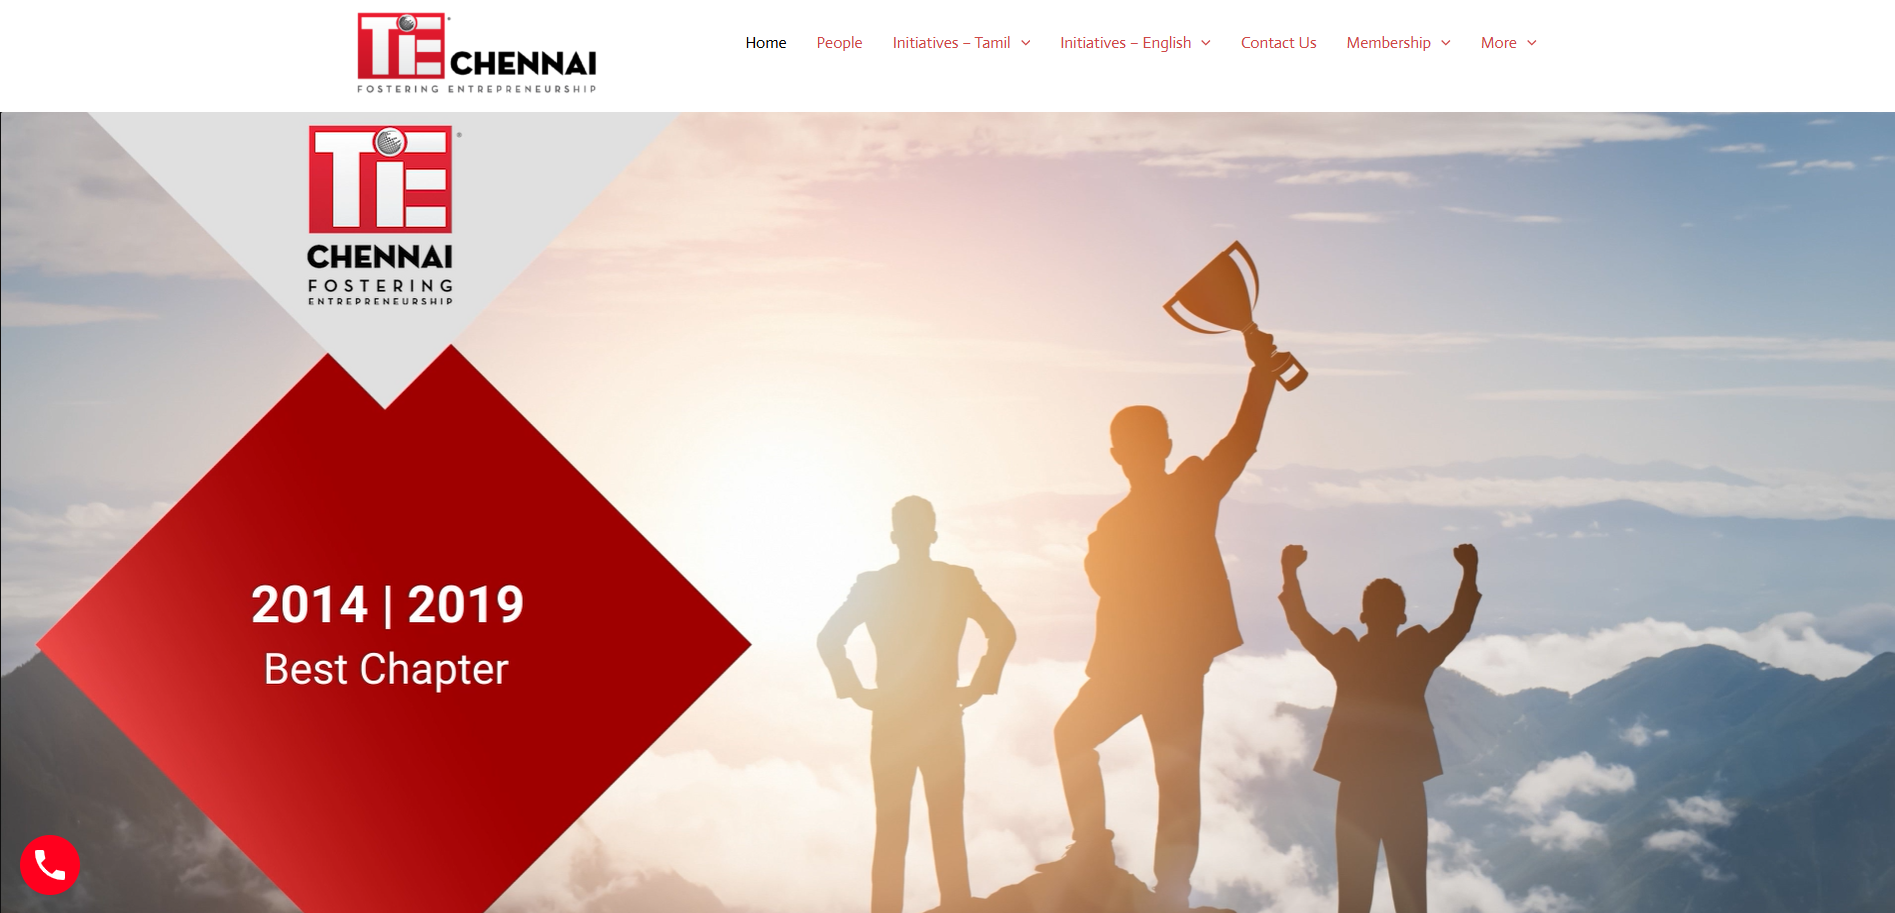 TiE CHENNAI
FOSTERING ENTREPRENEURSHIP
Home People Initiatives – Tamil Initiatives – English Contact Us Membership More
TiE
CHENNAI
FOSTERING
ENTREPRENEURSHIP
2014 | 2019
Best Chapter